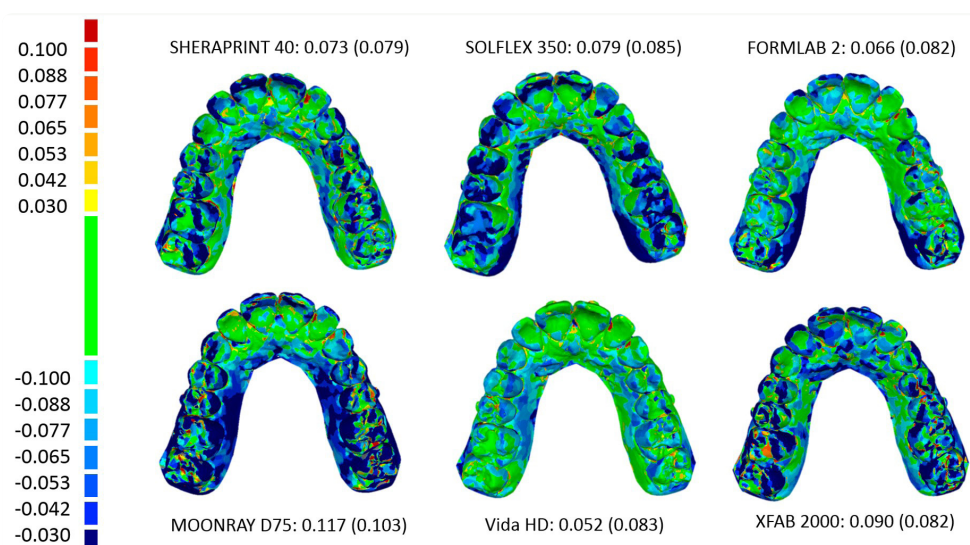 SHERAPRINT 40: 0.073 (0.079)
SOLFLEX 350: 0.079 (0.085)
FORMLAB 2: 0.066 (0.082)
0.100
0.088
0.077
0.065
0.053
0.042
0.030
-0.100
-0.088
-0.077
-0.065
-0.053
-0.042
-0.030
MOONRAY D75: 0.117 (0.103)
Vida HD: 0.052 (0.083)
XFAB 2000: 0.090 (0.082)